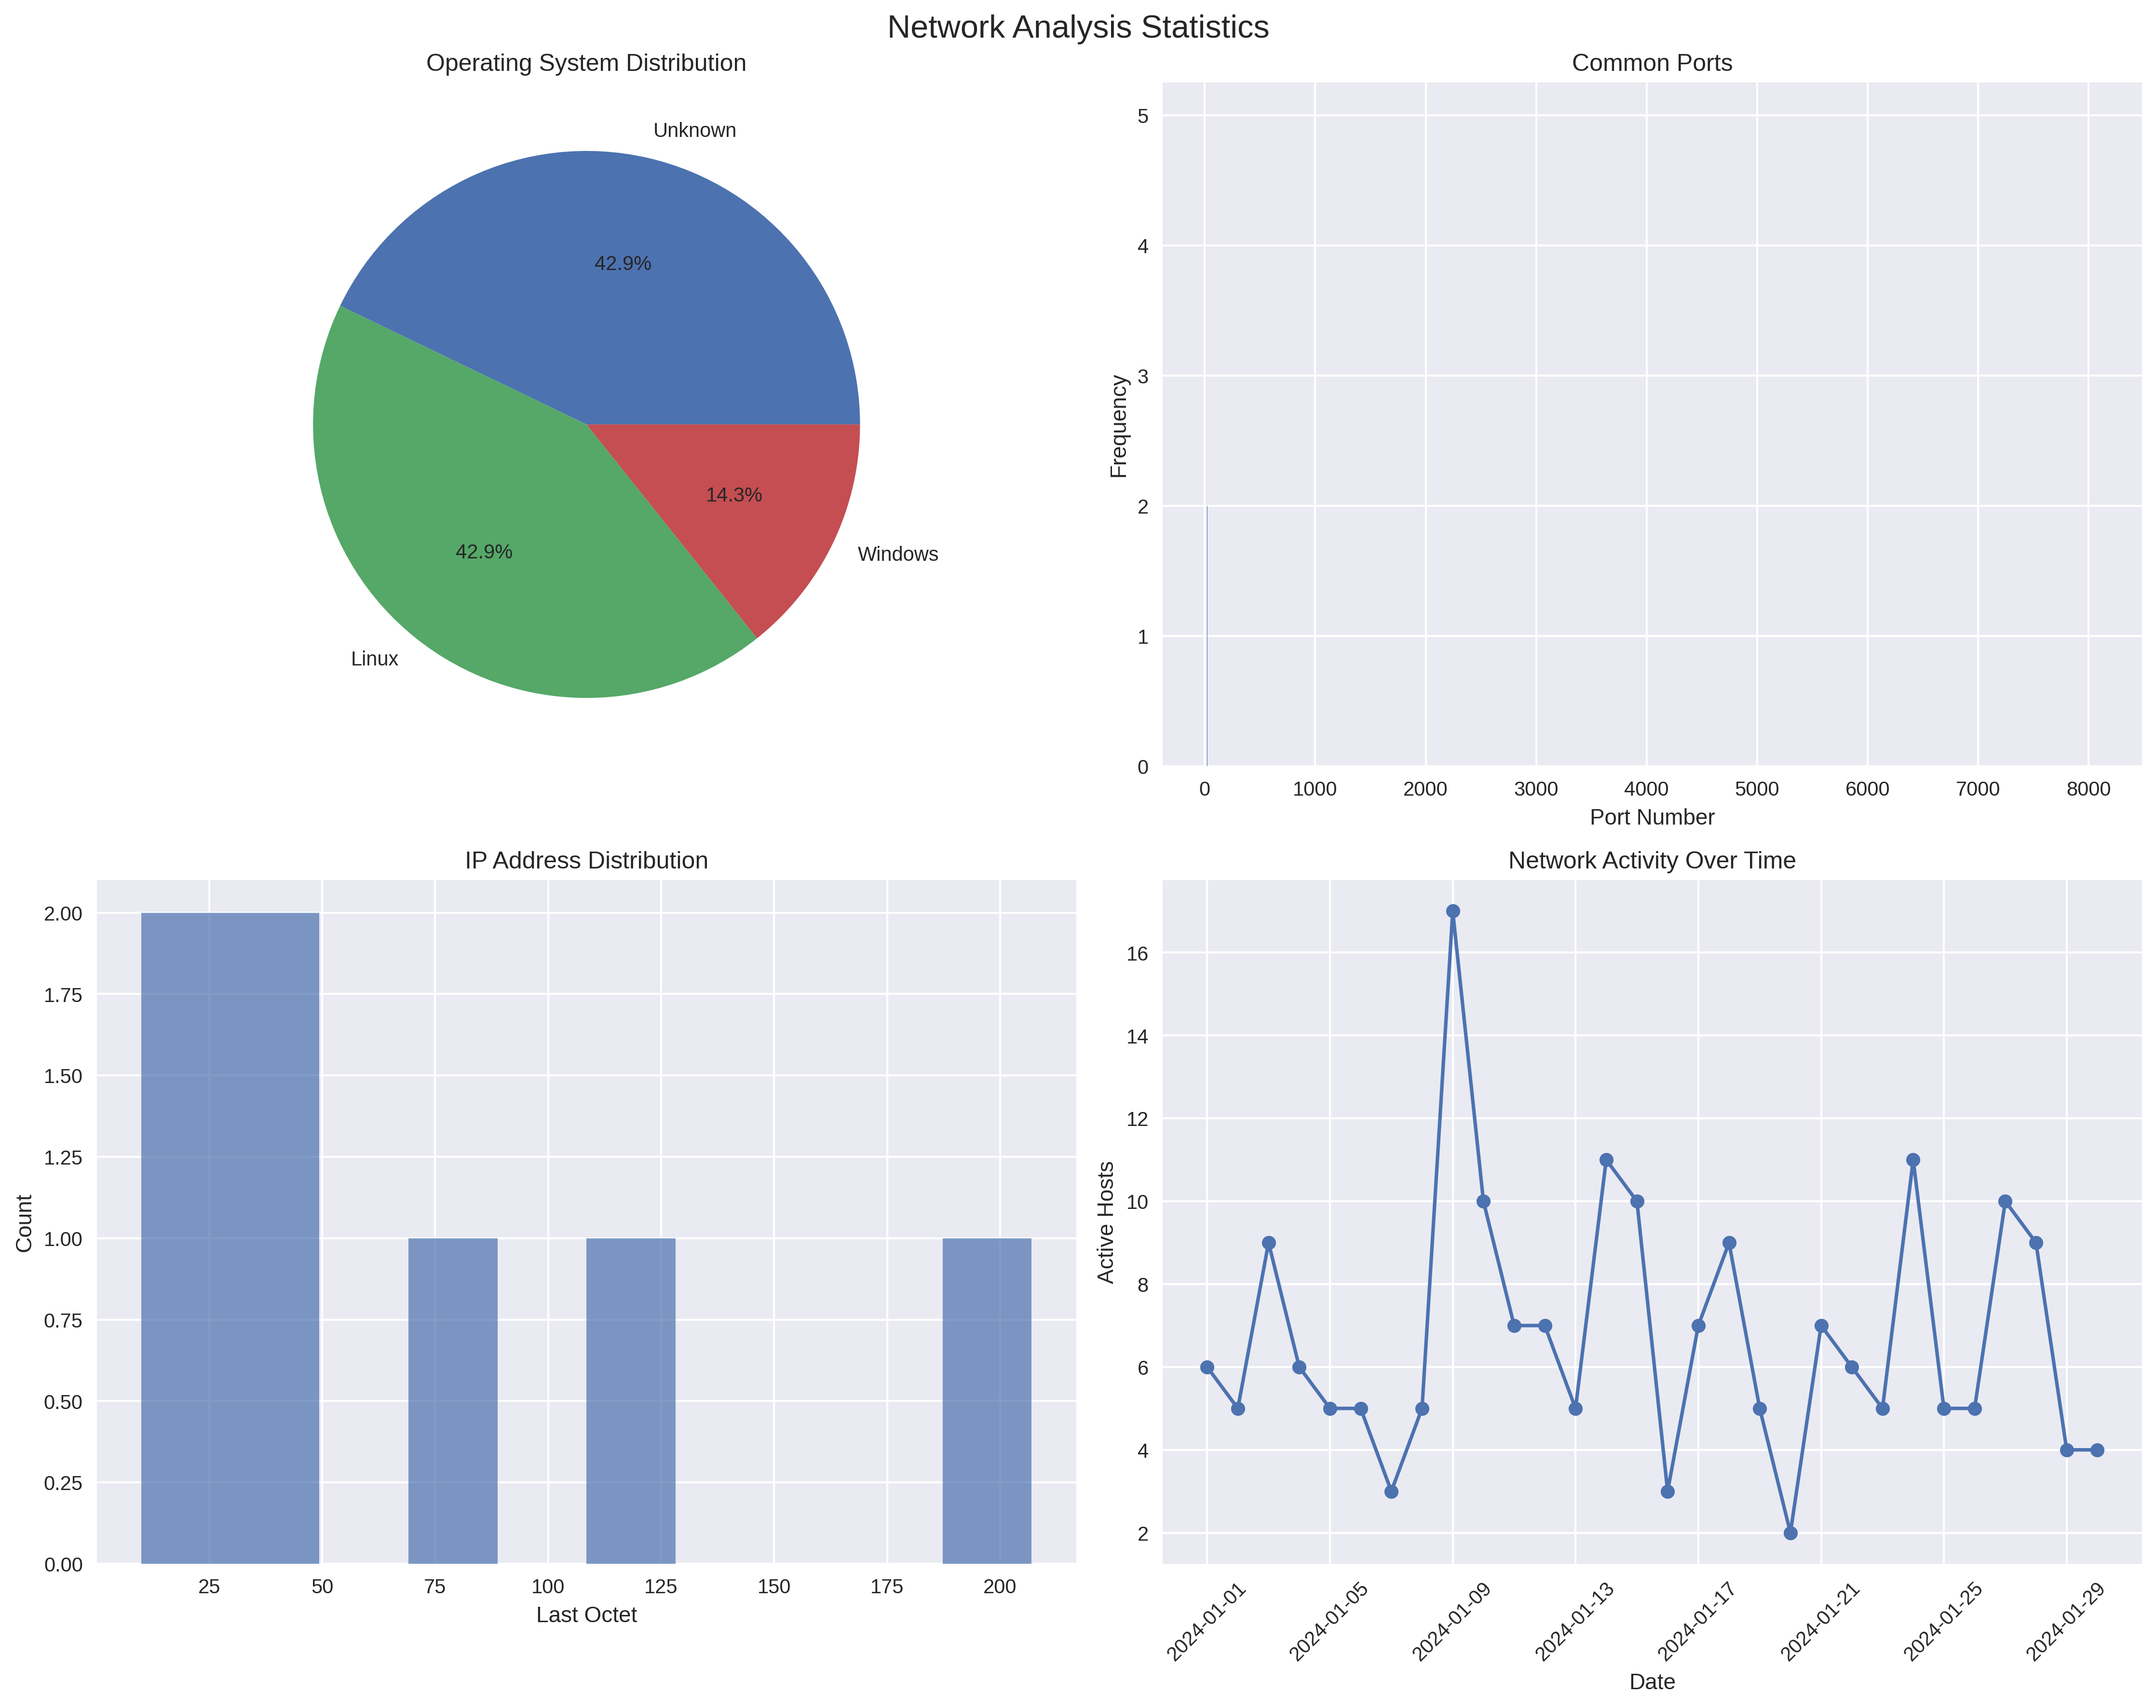 Network Analysis Statistics
Operating System Distribution
Unknown
42.9%
14.3%
42.9%
Windows
Linux
Common Ports
5
4
3
2
1
0
Frequency
0 1000 2000 3000 4000 5000 6000 7000 8000
Port Number
IP Address Distribution
2.00
1.75
1.50
1.25
1.00
0.75
0.50
0.25
0.00
Count
25 50 75 100 125 150 175 200
Last Octet
Network Activity Over Time
16
14
12
10
8
6
4
2
Active Hosts
2024-01-01 2024-01-05 2024-01-09 2024-01-13 2024-01-17 2024-01-21 2024-01-25 2024-01-29
Date